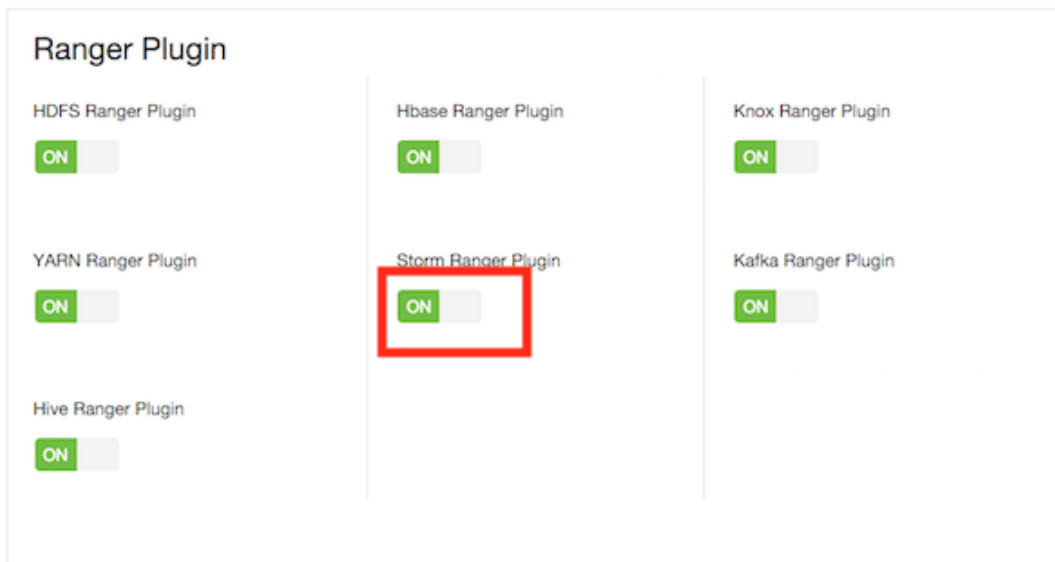 Ranger Plugin
HDFS Ranger Plugin
Hbase Ranger Plugin
Knox Ranger Plugin
ON
ON
ON
YARN Ranger Plugin
Storm Ranger Plugin
Kafka Ranger Plugin
ON
ON
ON
Hive Ranger Plugin
ON